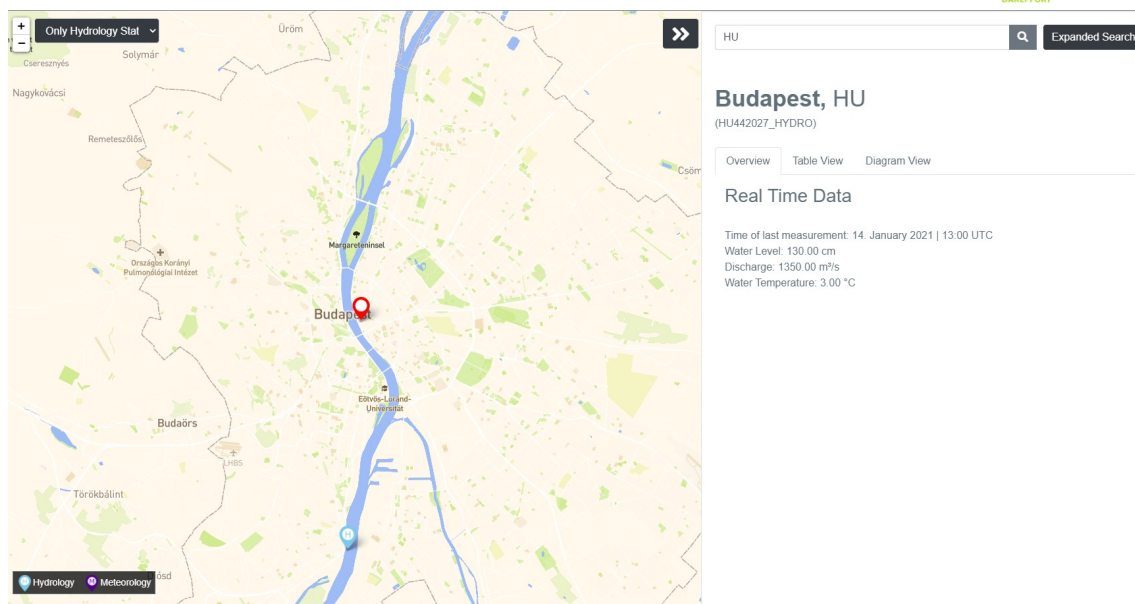 +
Only Hydrology Stat
−
Üröm
Solymár
Cseresznyés
Nagykovácsi
Remeteszőlős
Csöm
Margareteninsel
Országos Korányi
Pulmonológiai Intézet
Budapest
Eötvös-Loránd-
Universität
Budaörs
LHBS
Törökbálint
H
Hydrology
Meteorology
HU
Expanded Search
Budapest, HU
(HU442027_HYDRO)
Overview
Table View
Diagram View
Real Time Data
Time of last measurement: 14. January 2021 | 13:00 UTC
Water Level: 130.00 cm
Discharge: 1350.00 m³/s
Water Temperature: 3.00 °C